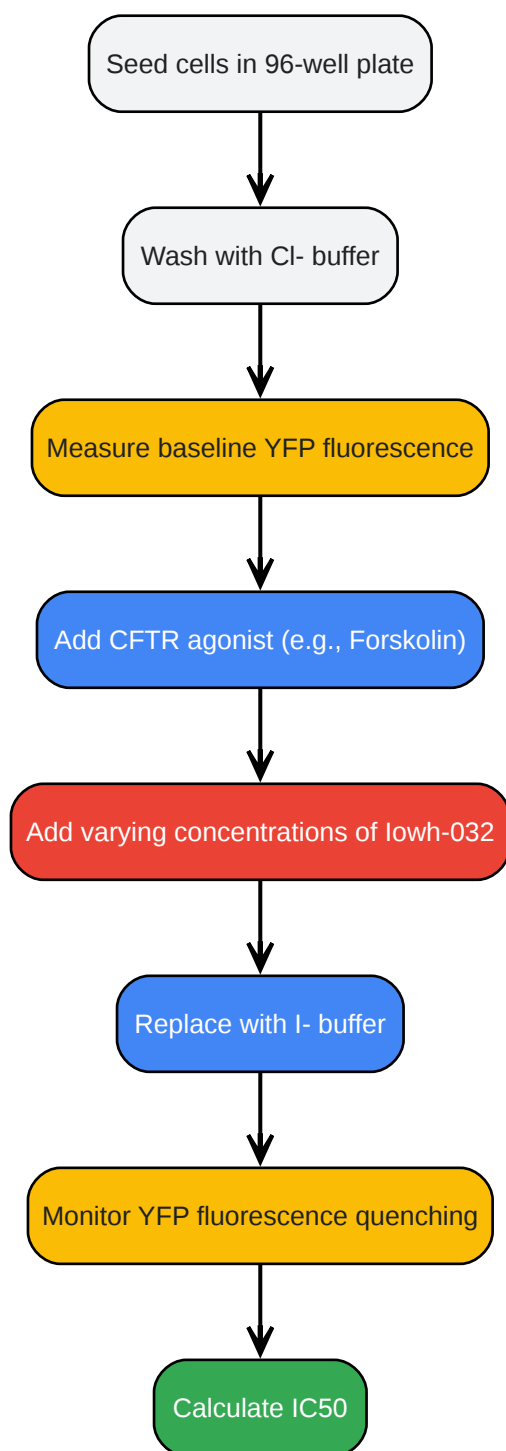 Seed cells in 96-well plate
Wash with Cl- buffer
Measure baseline YFP fluorescence
Add CFTR agonist (e.g., Forskolin)
Add varying concentrations of Iowh-032
Replace with I- buffer
Monitor YFP fluorescence quenching
Calculate IC50